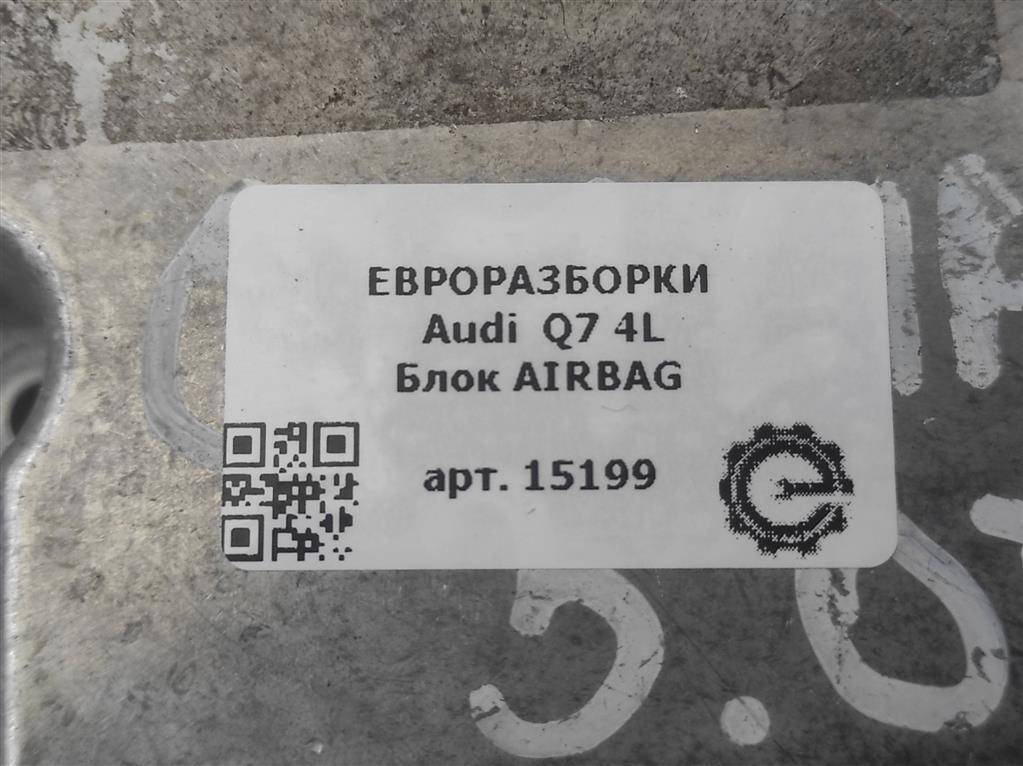 ЕВРОРАЗБОРКИ
Audi Q7 4L
Блок AIRBAG
арт. 15199